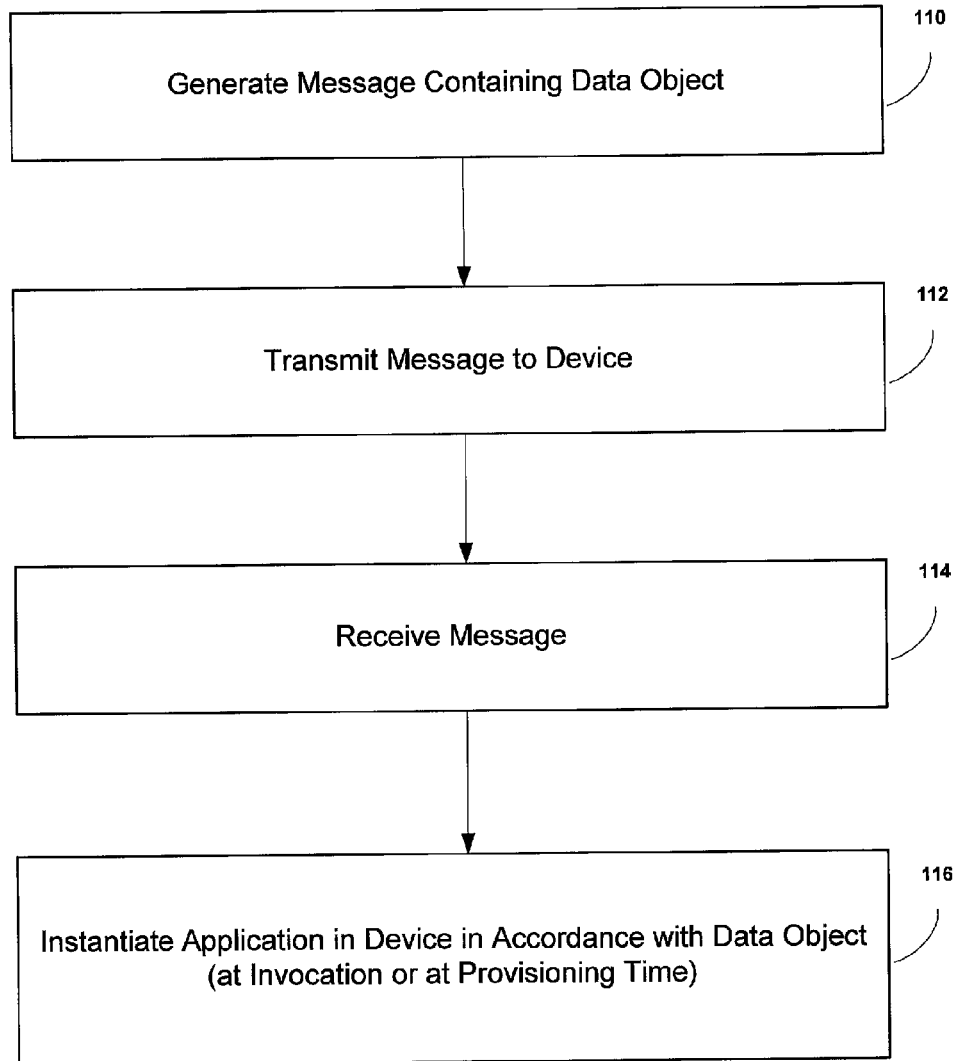 110
Generate Message Containing Data Object
112
Transmit Message to Device
114
Receive Message
116
Instantiate Application in Device in Accordance with Data Object
(at Invocation or at Provisioning Time)